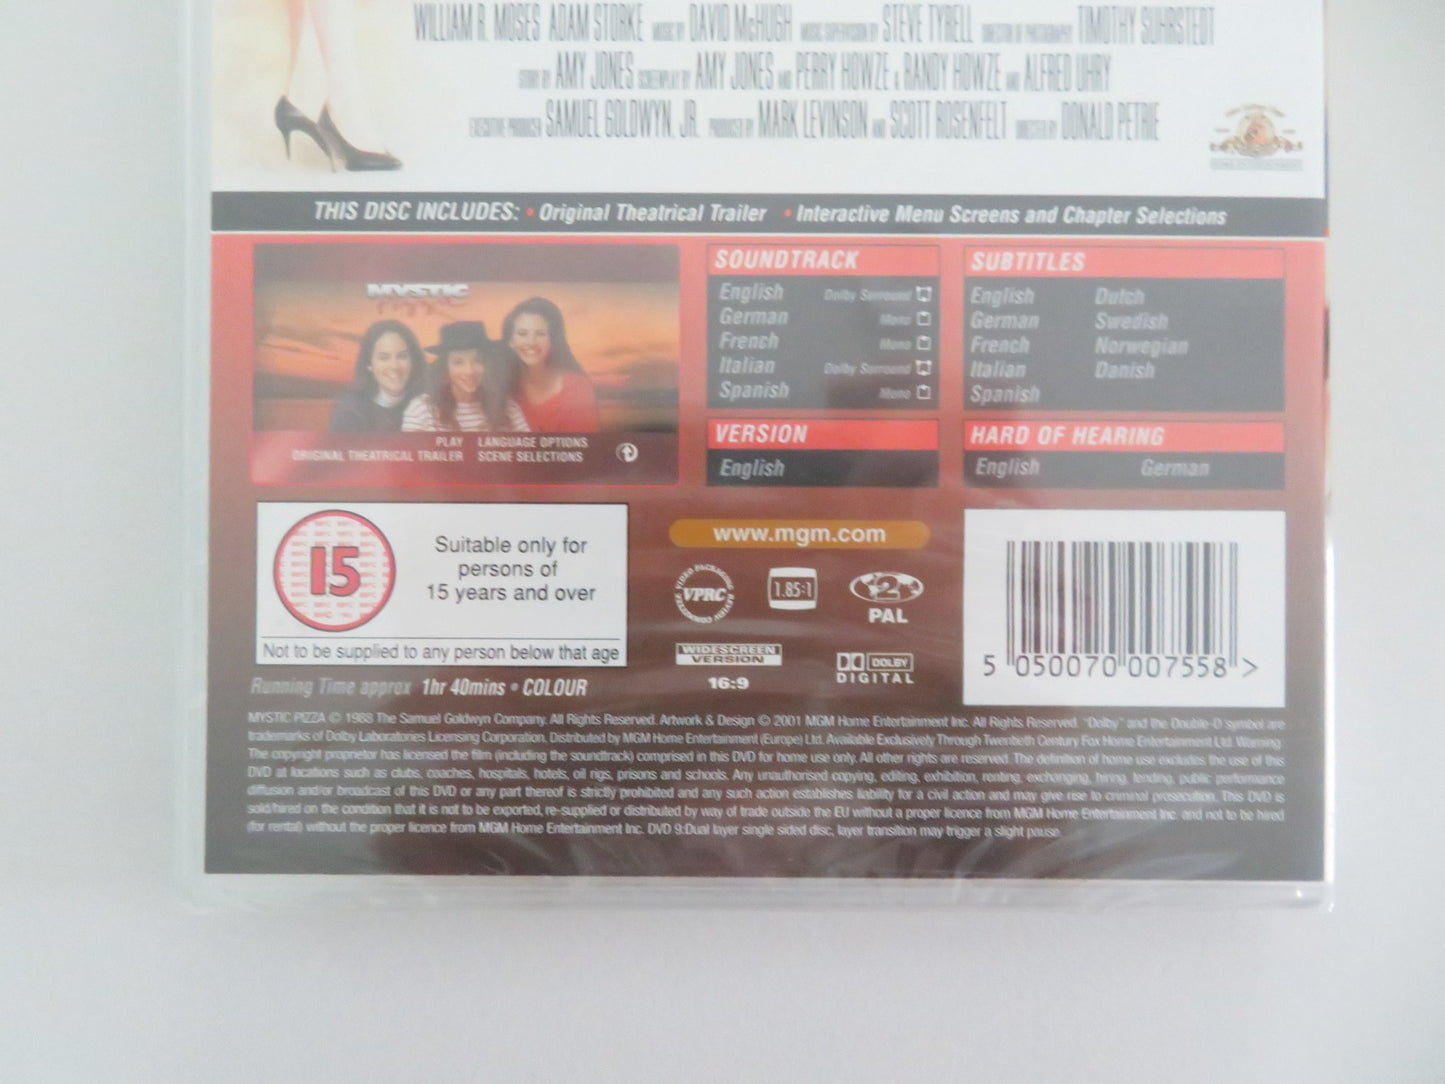 WILLIAM R. MOSES ADAM STORKE MUSIC BY DAVID McHUGH MUSIC SUPERVISION BY STEVE TYRELL DIRECTOR OF PHOTOGRAPHY TIMOTHY SUHRSTEDT
STORY BY AMY JONES SCREENPLAY BY AMY JONES AND PERRY HOWZE & RANDY HOWZE AND ALFRED UHRY
EXECUTIVE PRODUCER SAMUEL GOLDWYN, JR. PRODUCED BY MARK LEVINSON AND SCOTT ROSENFELT DIRECTED BY DONALD PETRIE
THIS DISC INCLUDES: • Original Theatrical Trailer • Interactive Menu Screens and Chapter Selections
MYSTIC
PIZZA
PLAY LANGUAGE OPTIONS
ORIGINAL THEATRICAL TRAILER SCENE SELECTIONS
SOUNDTRACK
English Dolby Surround
German Mono
French Mono
Italian Dolby Surround
Spanish Mono
SUBTITLES
English Dutch
German Swedish
French Norwegian
Italian Danish
Spanish
VERSION
English
HARD OF HEARING
English German
15
Suitable only for
persons of
15 years and over
Not to be supplied to any person below that age
Running Time approx 1hr 40mins • COLOUR
www.mgm.com
VIDEO PACKAGING REVIEW COMMITTEE
VPRC
1.85:1
2
PAL
WIDESCREEN
VERSION
16:9
DOLBY
DIGITAL
5 050070 007558 >
MYSTIC PIZZA © 1988 The Samuel Goldwyn Company. All Rights Reserved. Artwork & Design © 2001 MGM Home Entertainment Inc. All Rights Reserved. "Dolby" and the Double-D symbol are
trademarks of Dolby Laboratories Licensing Corporation. Distributed by MGM Home Entertainment (Europe) Ltd. Available Exclusively Through Twentieth Century Fox Home Entertainment Ltd. Warning:
The copyright proprietor has licensed the film (including the soundtrack) comprised in this DVD for home use only. All other rights are reserved. The definition of home use excludes the use of this
DVD at locations such as clubs, coaches, hospitals, hotels, oil rigs, prisons and schools. Any unauthorised copying, editing, exhibition, renting, exchanging, hiring, lending, public performance
diffusion and/or broadcast of this DVD or any part thereof is strictly prohibited and any such action establishes liability for a civil action and may give rise to criminal prosecution. This DVD is
sold/hired on the condition that it is not to be exported, re-supplied or distributed by way of trade outside the EU without a proper licence from MGM Home Entertainment Inc. and not to be hired
(for rental) without the proper licence from MGM Home Entertainment Inc. DVD 9:Dual layer single sided disc, layer transition may trigger a slight pause.